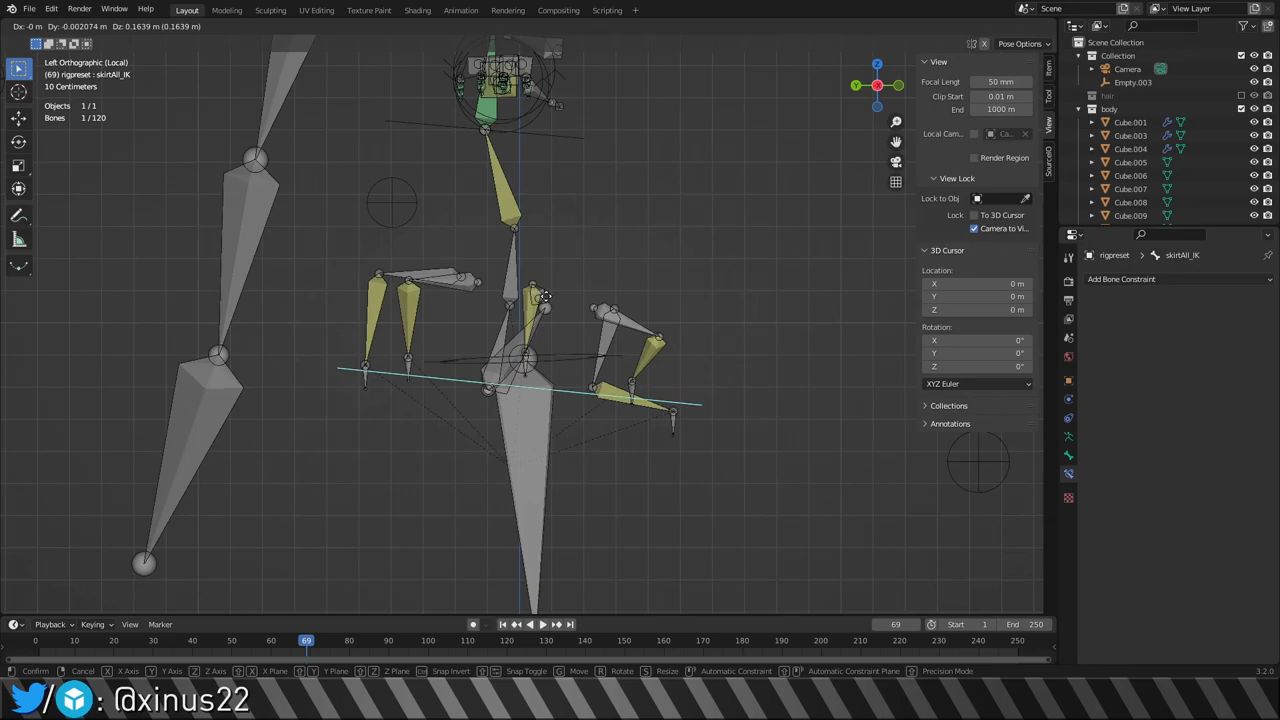 File Edit Render Window Help Layout Modeling Sculpting UV Editing Texture Paint Shading Animation Rendering Compositing Scripting + Scene View Layer
Dx: -0 m Dy: -0.002074 m Dz: 0.1639 m (0.1639 m)
Pose Options
Left Orthographic (Local)
(69) rigpreset : skirtAll_IK
10 Centimeters
Objects 1/1
Bones 1/120
X
Y
Z
X
View
Focal Length 50 mm
Clip Start 0.01 m
End 1000 m
Local Cam... Ca...
Render Region
View Lock
Lock to Obj
Lock To 3D Cursor
Camera to Vi...
3D Cursor
Location:
X 0 m
Y 0 m
Z 0 m
Rotation:
X 0°
Y 0°
Z 0°
XYZ Euler
Collections
Annotations
Item
Tool
View
SourceIO
Scene Collection
Collection
Camera
Empty.003
hair
body
Cube.001
Cube.003
Cube.004
Cube.005
Cube.006
Cube.007
Cube.008
Cube.009
rigpreset skirtAll_IK
Add Bone Constraint
Playback Keying View Marker 69 Start 1 End 250
0 10 20 30 40 50 60 69 80 90 100 110 120 130 140 150 160 170 180 190 200 210 220 230 240 250
Confirm Cancel X X Axis Y Y Axis Z Z Axis X X Plane Y Y Plane Z Z Plane Snap Invert Snap Toggle G Move R Rotate S Resize Automatic Constraint Automatic Constraint Plane Precision Mode 3.2.0
: @xinus22